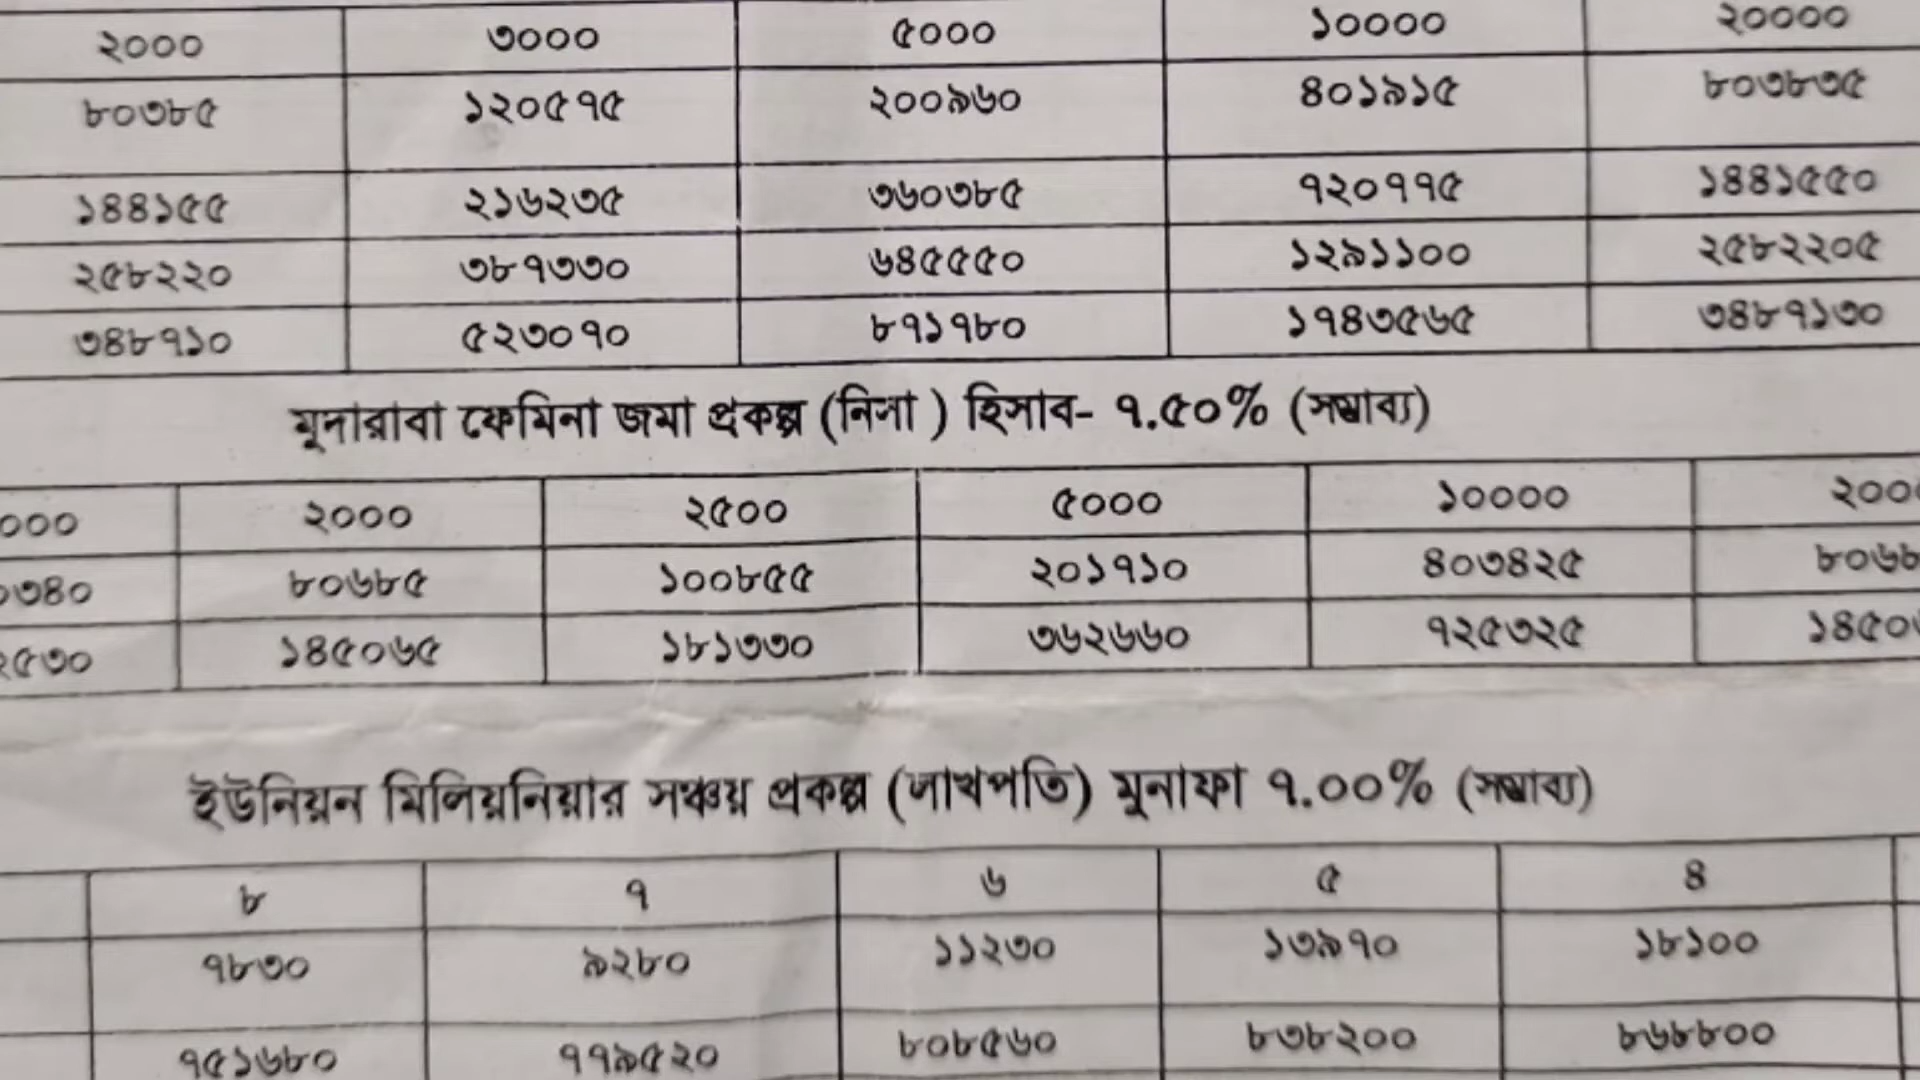 ২০০০ ৩০০০ ৫০০০ ১০০০০ ২০০০০
৮০৩৮৫ ১২০৫৭৫ ২০০৯৬০ ৪০১৯১৫ ৮০৩৮৩৫
১৪৪১৫৫ ২১৬২৩৫ ৩৬০৩৮৫ ৭২০৭৭৫ ১৪৪১৫৫০
২৫৮২২০ ৩৮৭৩৩০ ৬৪৫৫৫০ ১২৯১১০০ ২৫৮২২০৫
৩৪৮৭১০ ৫২৩০৭০ ৮৭১৭৮০ ১৭৪৩৫৬৫ ৩৪৮৭১৩০
মুদারাবা ফেমিনা জমা প্রকল্প (নিসা ) হিসাব- ৭.৫০% (সম্ভাব্য)
২০০০ ২৫০০ ৫০০০ ১০০০০
৮০৬৮৫ ১০০৮৫৫ ২০১৭১০ ৪০৩৪২৫
১৪৫০৬৫ ১৮১৩৩০ ৩৬২৬৬০ ৭২৫৩২৫
ইউনিয়ন মিলিয়নিয়ার সঞ্চয় প্রকল্প (লাখপতি) মুনাফা ৭.০০% (সম্ভাব্য)
৮ ৭ ৬ ৫ ৪
৭৮৩০ ৯২৮০ ১১২৩০ ১৩৯৭০ ১৮১০০
৭৫১৬৮০ ৭৭৯৫২০ ৮০৮৫৬০ ৮৩৮২০০ ৮৬৮৮০০